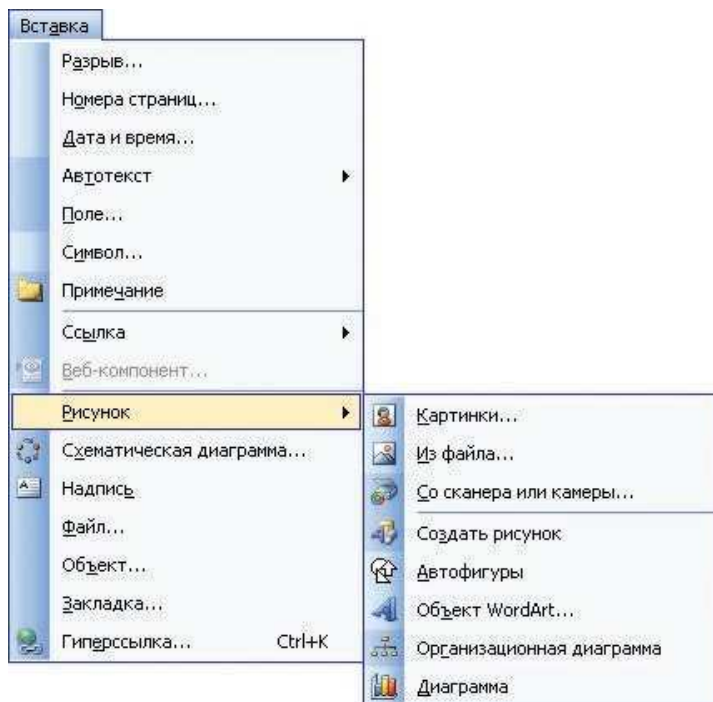 Вставка
Разрыв...
Номера страниц...
Дата и время...
Автотекст
Поле...
Символ...
Примечание
Ссылка
Веб-компонент...
Рисунок
Схематическая диаграмма...
Надпись
Файл...
Объект...
Закладка...
Гиперссылка... Ctrl+K
Картинки...
Из файла...
Со сканера или камеры...
Создать рисунок
Автофигуры
Объект WordArt...
Организационная диаграмма
Диаграмма